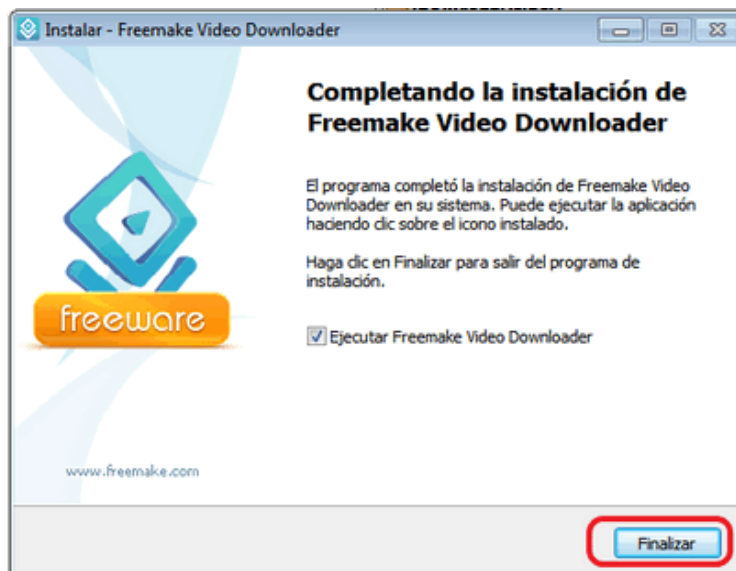 Instalar - Freemake Video Downloader
Completando la instalación de
Freemake Video Downloader
El programa completó la instalación de Freemake Video
Downloader en su sistema. Puede ejecutar la aplicación
haciendo clic sobre el icono instalado.
Haga clic en Finalizar para salir del programa de
instalación.
freeware
Ejecutar Freemake Video Downloader
www.freemake.com
Finalizar